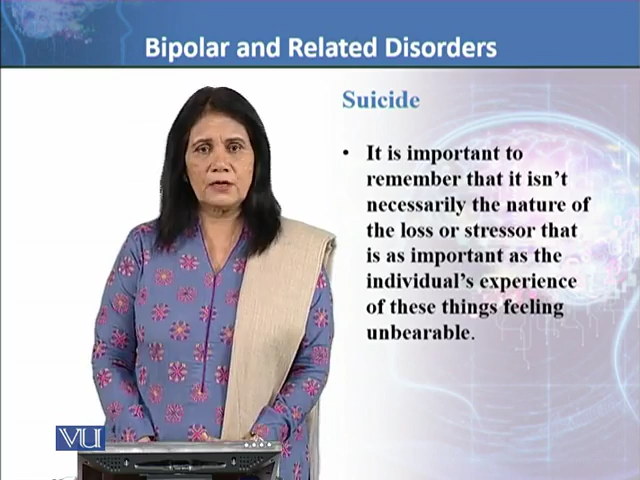 Bipolar and Related Disorders
Suicide
• It is important to
remember that it isn’t
necessarily the nature of
the loss or stressor that
is as important as the
individual’s experience
of these things feeling
unbearable.
VU